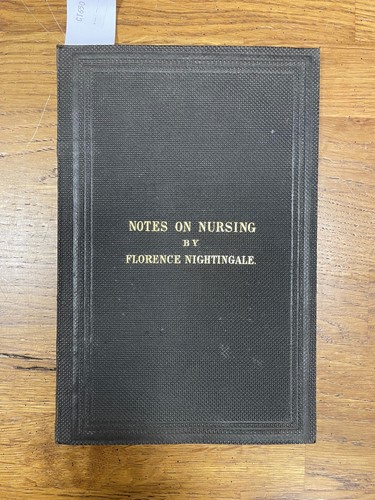 NOTES ON NURSING
BY
FLORENCE NIGHTINGALE.